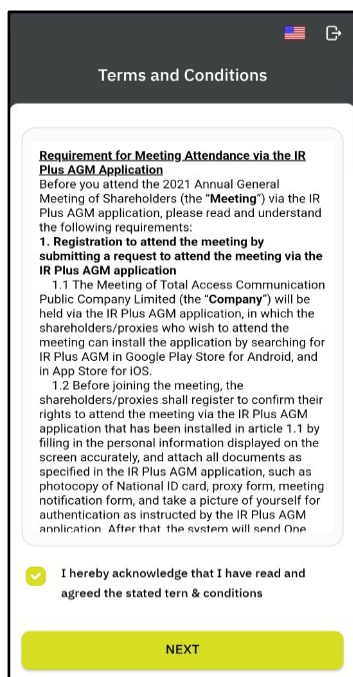 Terms and Conditions
Requirement for Meeting Attendance via the IR
Plus AGM Application
Before you attend the 2021 Annual General
Meeting of Shareholders (the “Meeting”) via the IR
Plus AGM application, please read and understand
the following requirements:
1. Registration to attend the meeting by
submitting a request to attend the meeting via the
IR Plus AGM application
1.1 The Meeting of Total Access Communication
Public Company Limited (the “Company”) will be
held via the IR Plus AGM application, in which the
shareholders/proxies who wish to attend the
meeting can install the application by searching for
IR Plus AGM in Google Play Store for Android, and
in App Store for iOS.
1.2 Before joining the meeting, the
shareholders/proxies shall register to confirm their
rights to attend the meeting via the IR Plus AGM
application that has been installed in article 1.1 by
filling in the personal information displayed on the
screen accurately, and attach all documents as
specified in the IR Plus AGM application, such as
photocopy of National ID card, proxy form, meeting
notification form, and take a picture of yourself for
authentication as instructed by the IR Plus AGM
application. After that, the system will send One
I hereby acknowledge that I have read and
agreed the stated tern & conditions
NEXT